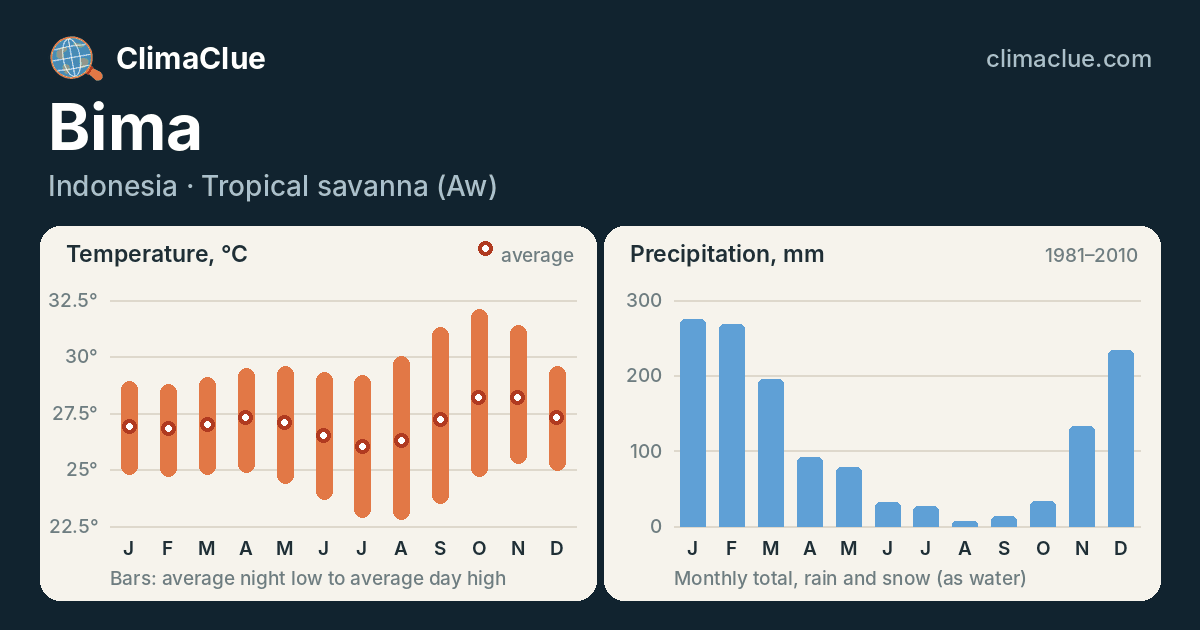 ClimaClue
climaclue.com
Bima
Indonesia · Tropical savanna (Aw)
Temperature, °C
average
32.5°
30°
27.5°
25°
22.5°
J F M A M J J A S O N D
Bars: average night low to average day high
Precipitation, mm
1981–2010
300
200
100
0
J F M A M J J A S O N D
Monthly total, rain and snow (as water)